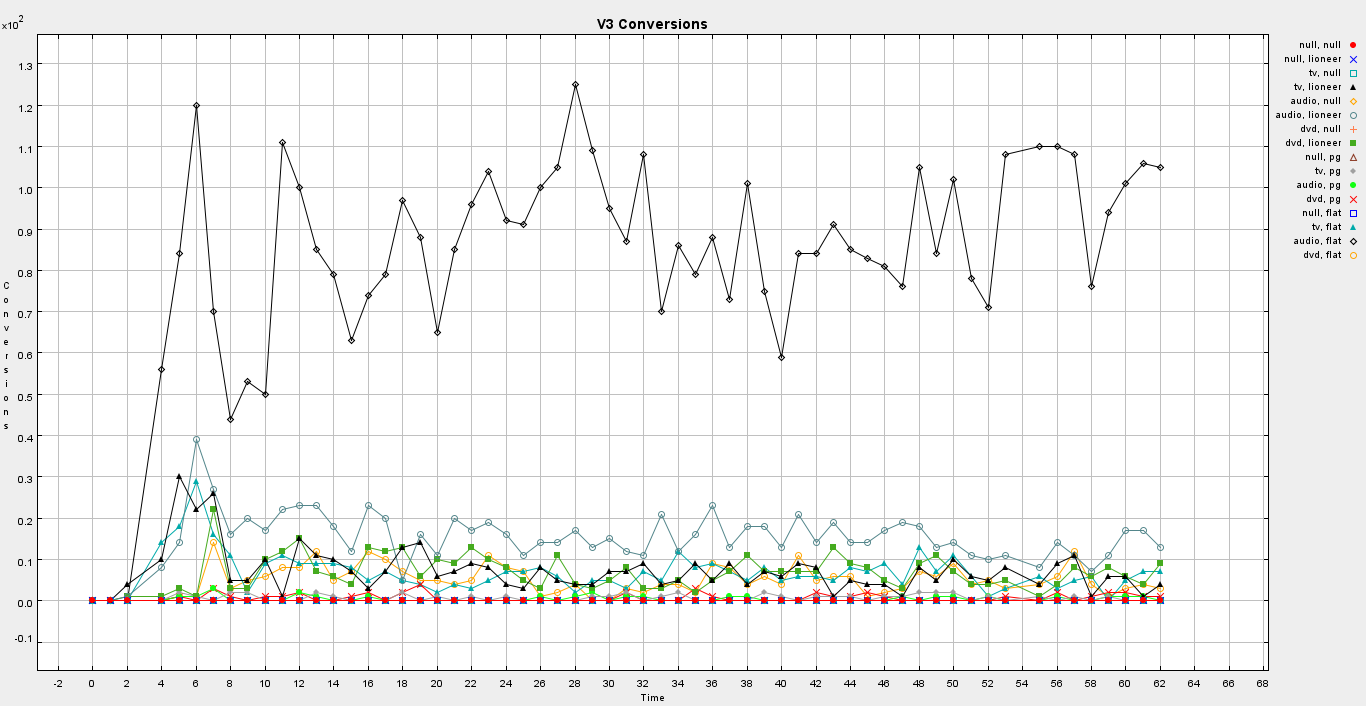 V3 Conversions
×10²
1.3
1.2
1.1
1.0
0.9
0.8
0.7
0.6
0.5
0.4
0.3
0.2
0.1
0.0
-0.1
Conversions
-2 0 2 4 6 8 10 12 14 16 18 20 22 24 26 28 30 32 34 36 38 40 42 44 46 48 50 52 54 56 58 60 62 64 66 68
Time
null, null
null, lioneer
tv, null
tv, lioneer
audio, null
audio, lioneer
dvd, null
dvd, lioneer
null, pg
tv, pg
audio, pg
dvd, pg
null, flat
tv, flat
audio, flat
dvd, flat